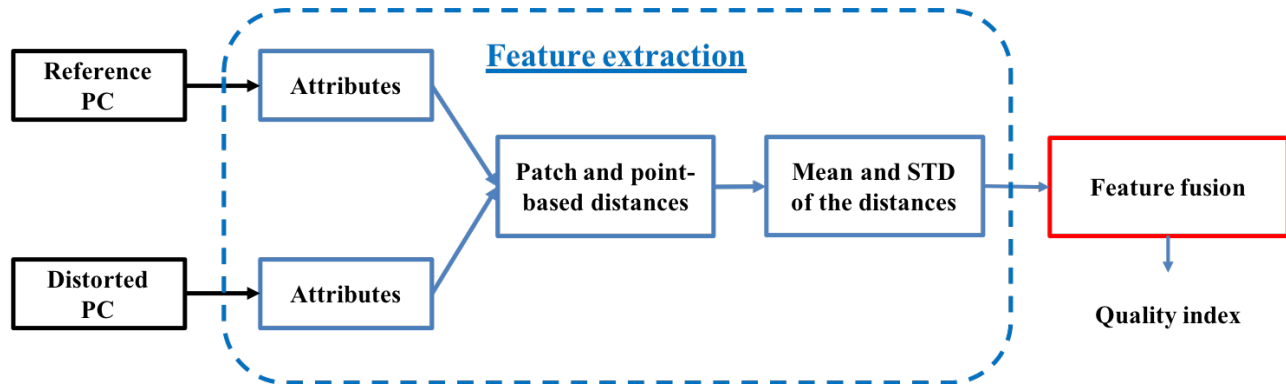 Feature extraction
Reference
PC
Attributes
Patch and point-
based distances
Mean and STD
of the distances
Feature fusion
Distorted
PC
Attributes
Quality index